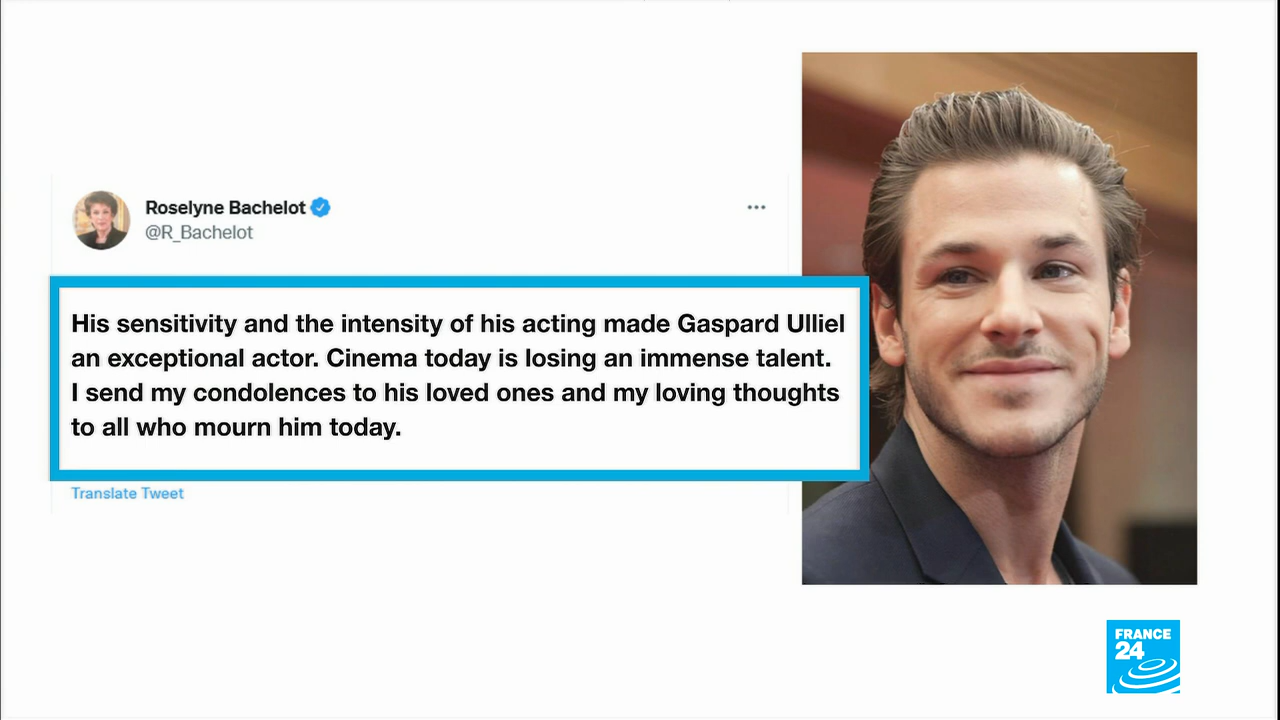 Roselyne Bachelot
@R_Bachelot
His sensitivity and the intensity of his acting made Gaspard Ulliel
an exceptional actor. Cinema today is losing an immense talent.
I send my condolences to his loved ones and my loving thoughts
to all who mourn him today.
Translate Tweet
FRANCE
24